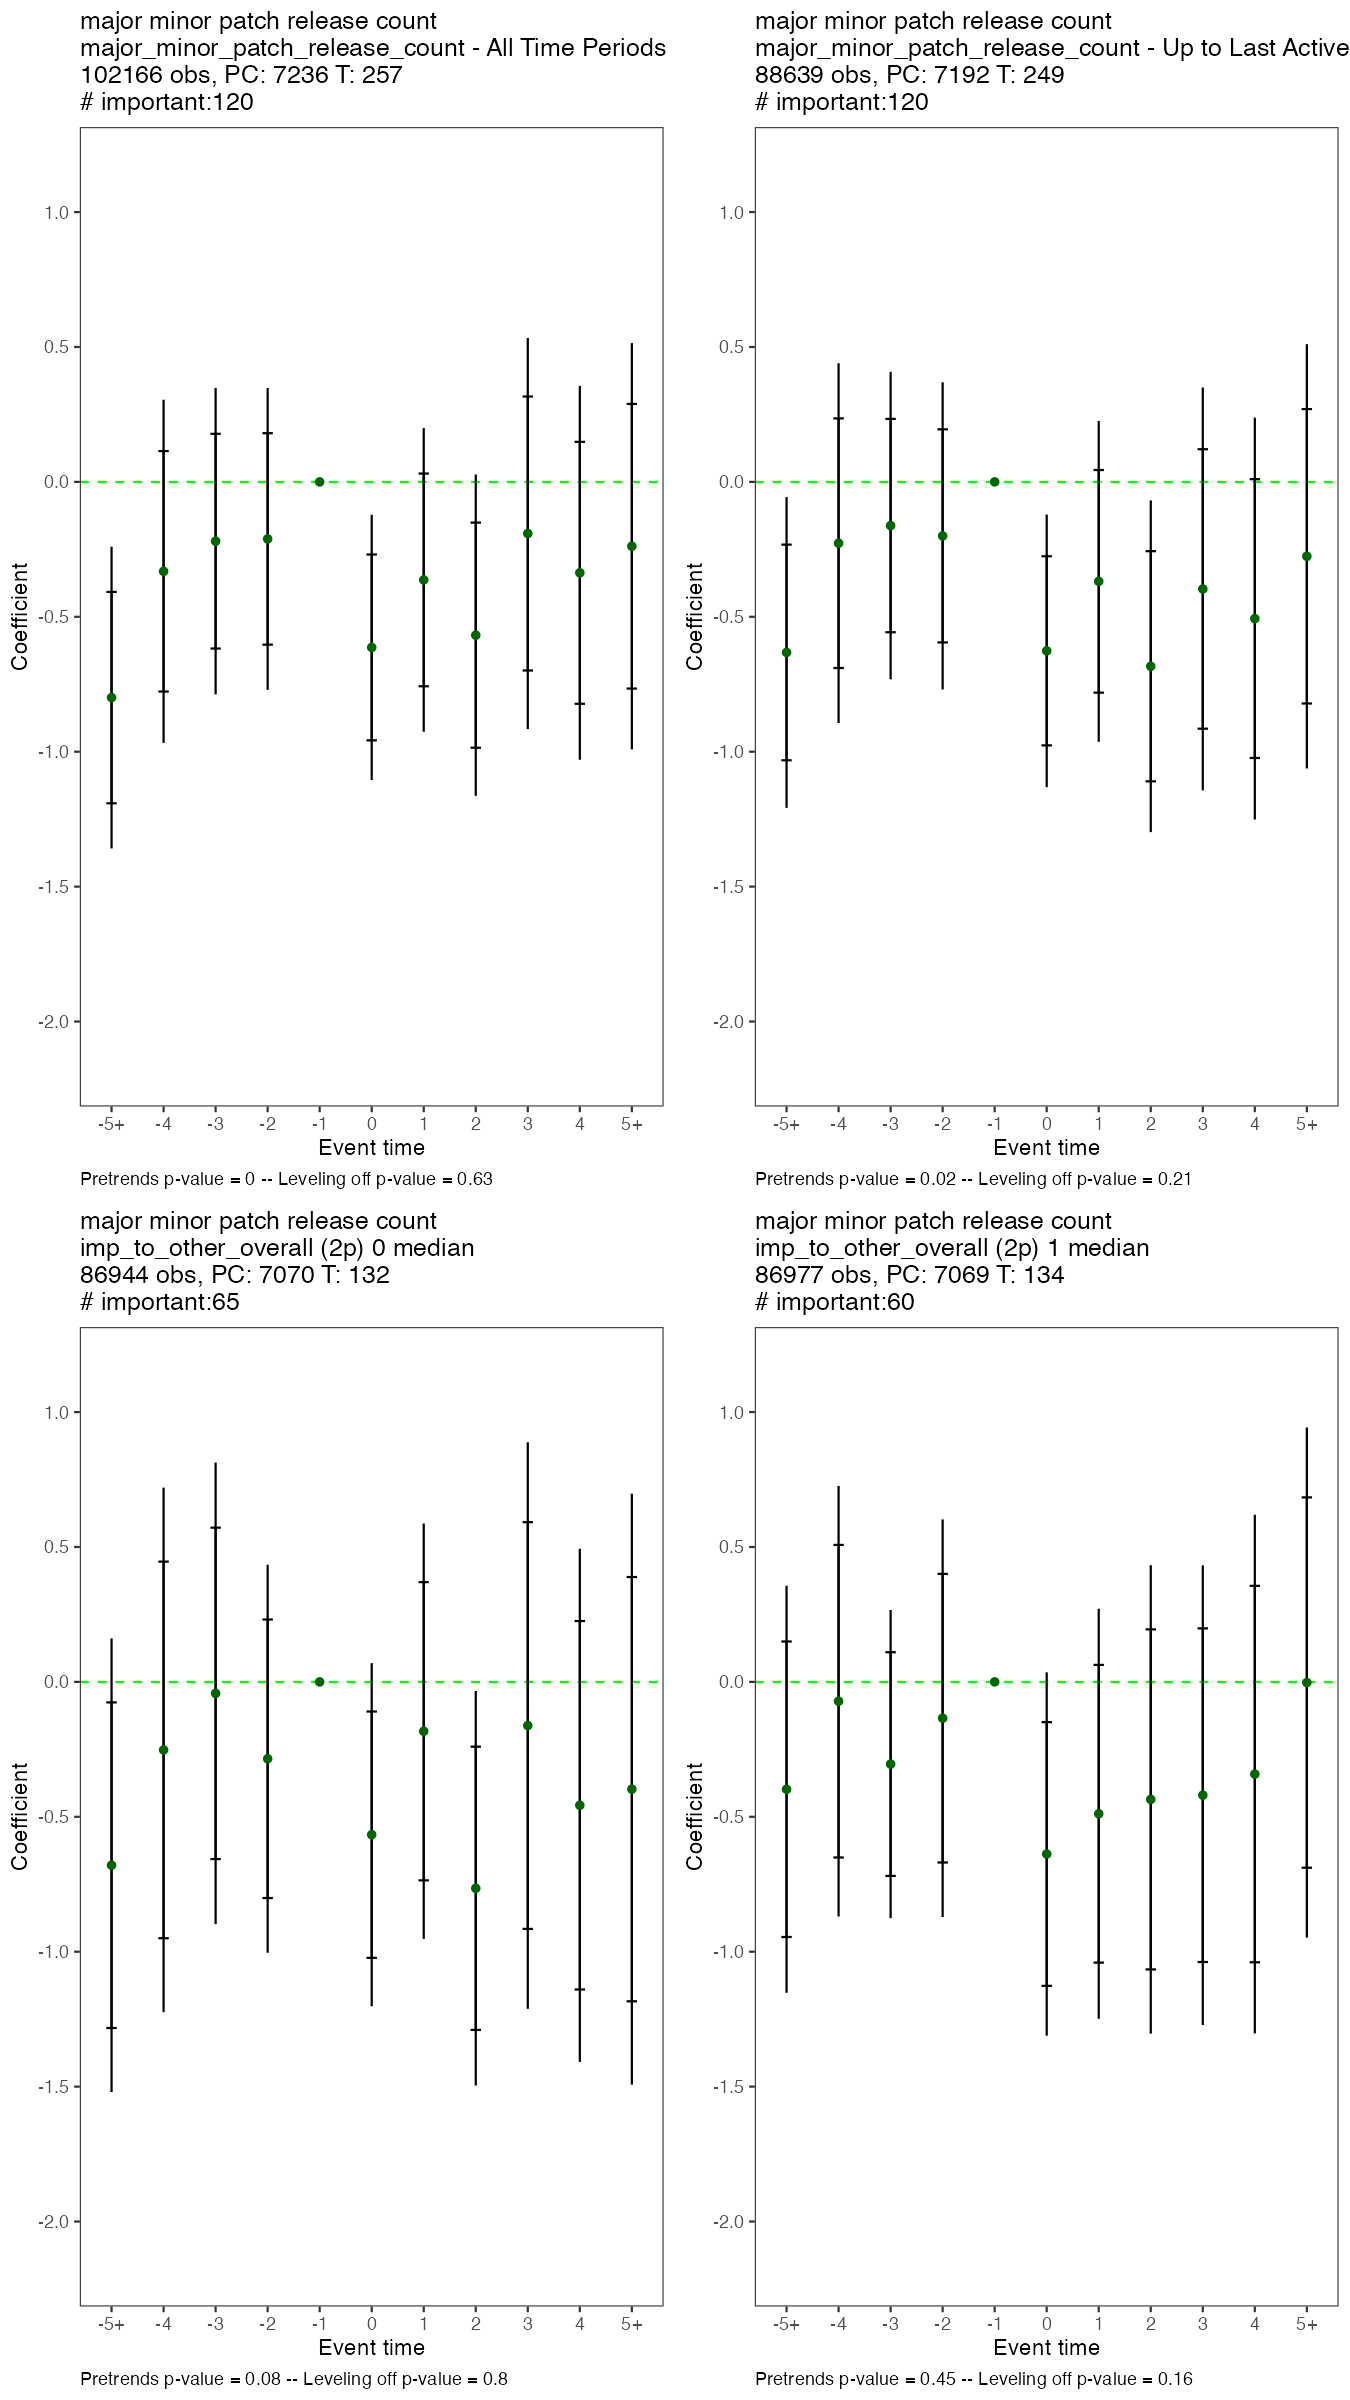 major minor patch release count
major_minor_patch_release_count - All Time Periods
102166 obs, PC: 7236 T: 257
# important:120
1.0
0.5
0.0
-0.5
-1.0
-1.5
-2.0
Coefficient
-5+ -4 -3 -2 -1 0 1 2 3 4 5+
Event time
Pretrends p-value = 0 -- Leveling off p-value = 0.63
major minor patch release count
major_minor_patch_release_count - Up to Last Active
88639 obs, PC: 7192 T: 249
# important:120
1.0
0.5
0.0
-0.5
-1.0
-1.5
-2.0
Coefficient
-5+ -4 -3 -2 -1 0 1 2 3 4 5+
Event time
Pretrends p-value = 0.02 -- Leveling off p-value = 0.21
major minor patch release count
imp_to_other_overall (2p) 0 median
86944 obs, PC: 7070 T: 132
# important:65
1.0
0.5
0.0
-0.5
-1.0
-1.5
-2.0
Coefficient
-5+ -4 -3 -2 -1 0 1 2 3 4 5+
Event time
Pretrends p-value = 0.08 -- Leveling off p-value = 0.8
major minor patch release count
imp_to_other_overall (2p) 1 median
86977 obs, PC: 7069 T: 134
# important:60
1.0
0.5
0.0
-0.5
-1.0
-1.5
-2.0
Coefficient
-5+ -4 -3 -2 -1 0 1 2 3 4 5+
Event time
Pretrends p-value = 0.45 -- Leveling off p-value = 0.16